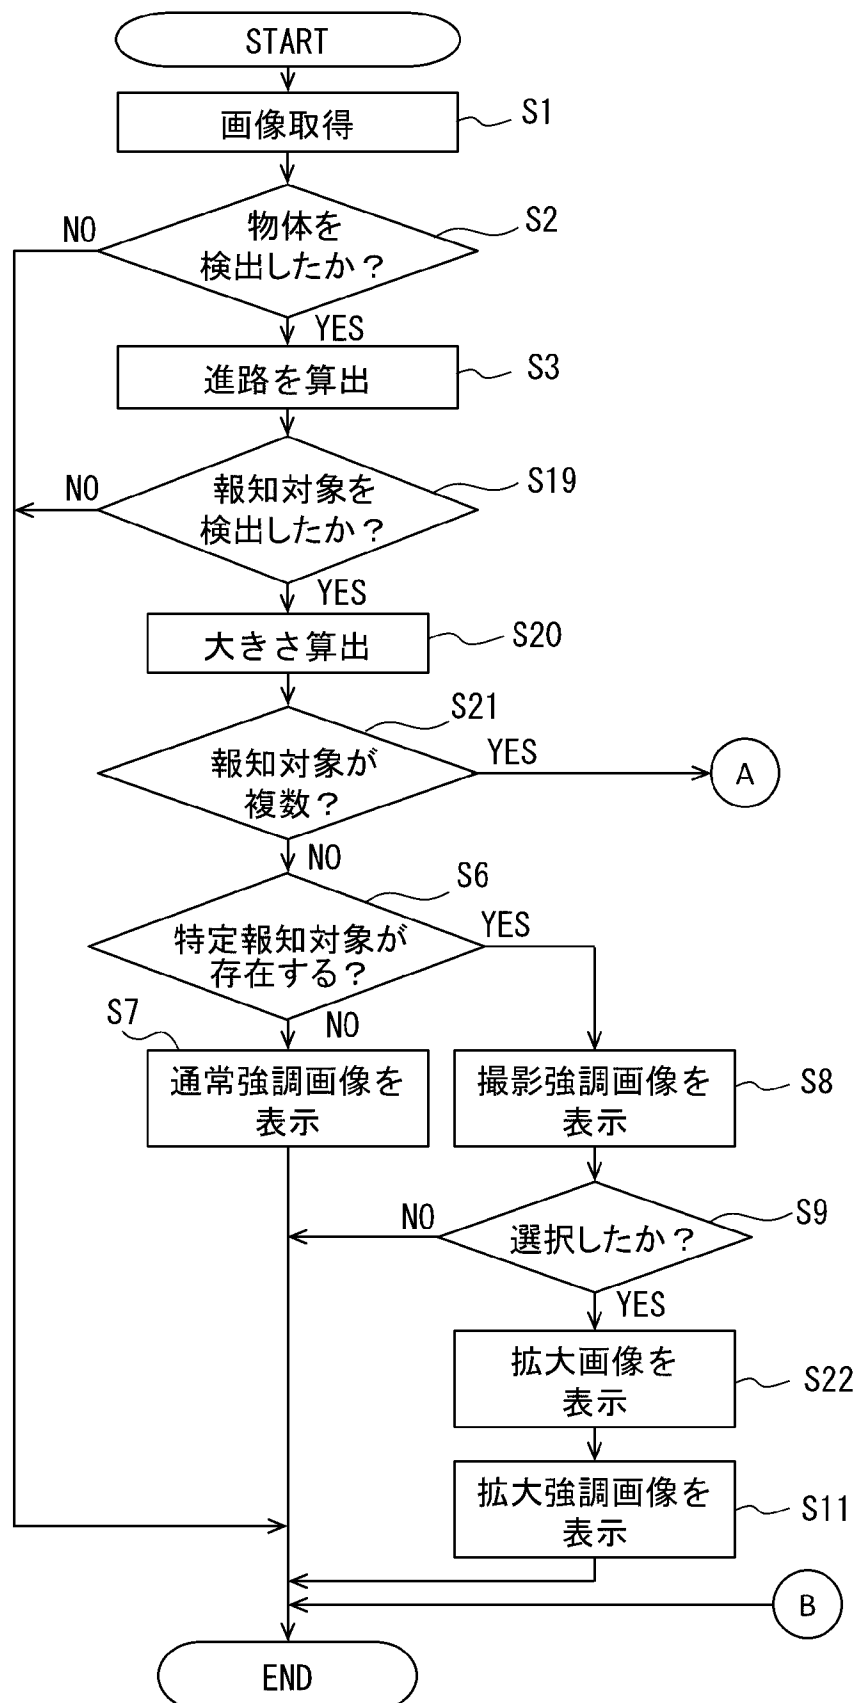 START
画像取得
S1
物体を
検出したか？
S2
NO
YES
進路を算出
S3
報知対象を
検出したか？
S19
NO
YES
大きさ算出
S20
S21
報知対象が
複数？
YES
A
NO
S6
特定報知対象が
存在する？
YES
S7
NO
通常強調画像を
表示
撮影強調画像を
表示
S8
NO
選択したか？
S9
YES
拡大画像を
表示
S22
拡大強調画像を
表示
S11
B
END